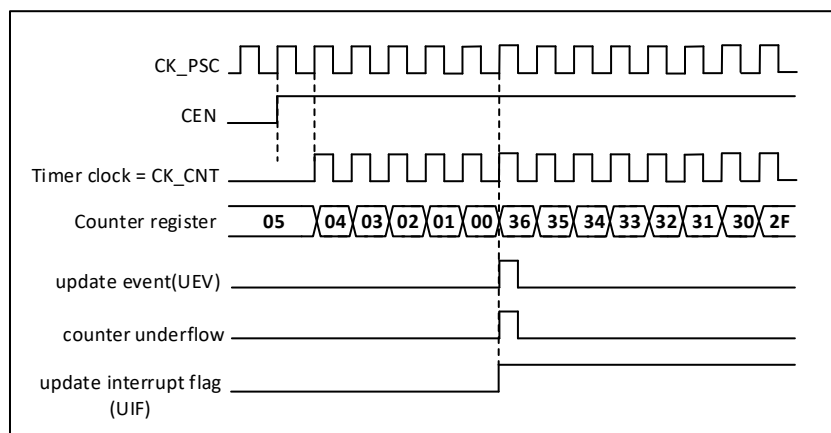 CK_PSC
CEN
Timer clock = CK_CNT
Counter register 05 04 03 02 01 00 36 35 34 33 32 31 30 2F
update event(UEV)
counter underflow
update interrupt flag
(UIF)